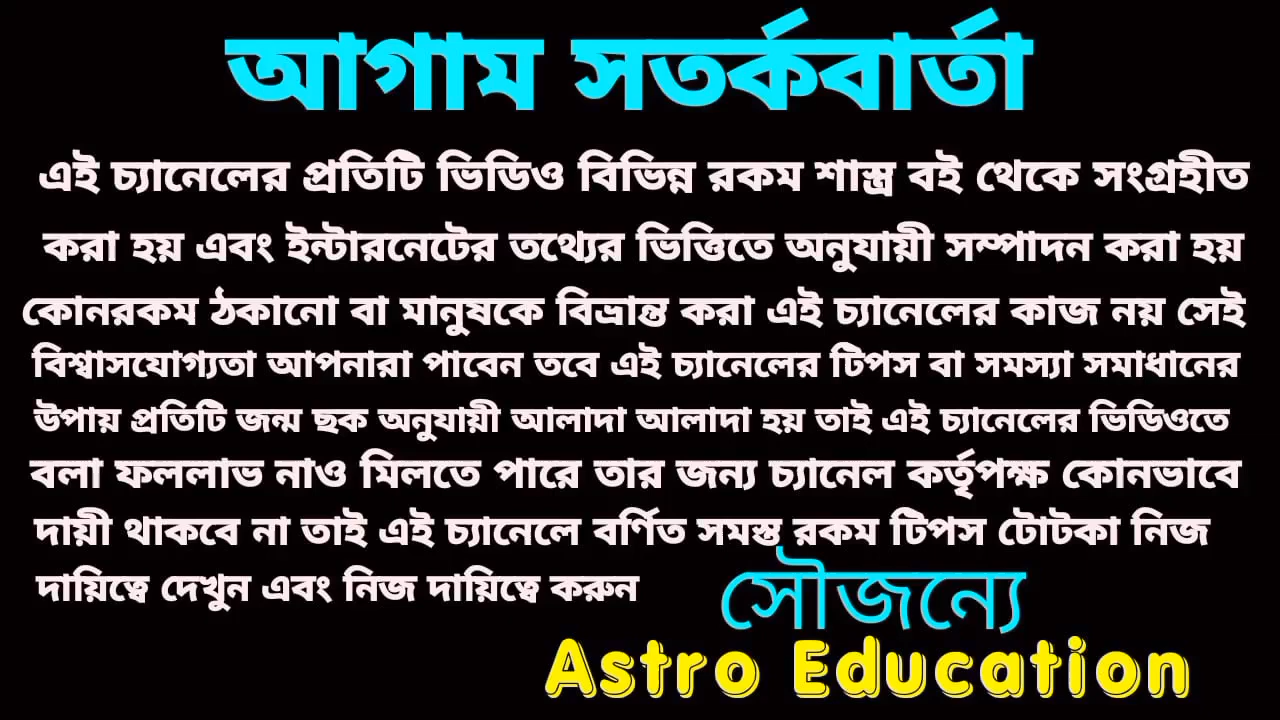 আগাম সতর্কবার্তা
এই চ্যানেলের প্রতিটি ভিডিও বিভিন্ন রকম শাস্ত্র বই থেকে সংগ্রহীত
করা হয় এবং ইন্টারনেটের তথ্যের ভিত্তিতে অনুযায়ী সম্পাদন করা হয়
কোনরকম ঠকানো বা মানুষকে বিভ্রান্ত করা এই চ্যানেলের কাজ নয় সেই
বিশ্বাসযোগ্যতা আপনারা পাবেন তবে এই চ্যানেলের টিপস বা সমস্যা সমাধানের
উপায় প্রতিটি জন্ম ছক অনুযায়ী আলাদা আলাদা হয় তাই এই চ্যানেলের ভিডিওতে
বলা ফললাভ নাও মিলতে পারে তার জন্য চ্যানেল কর্তৃপক্ষ কোনভাবে
দায়ী থাকবে না তাই এই চ্যানেলে বর্ণিত সমস্ত রকম টিপস টোটকা নিজ
দায়িত্বে দেখুন এবং নিজ দায়িত্বে করুন
সৌজন্যে
Astro Education